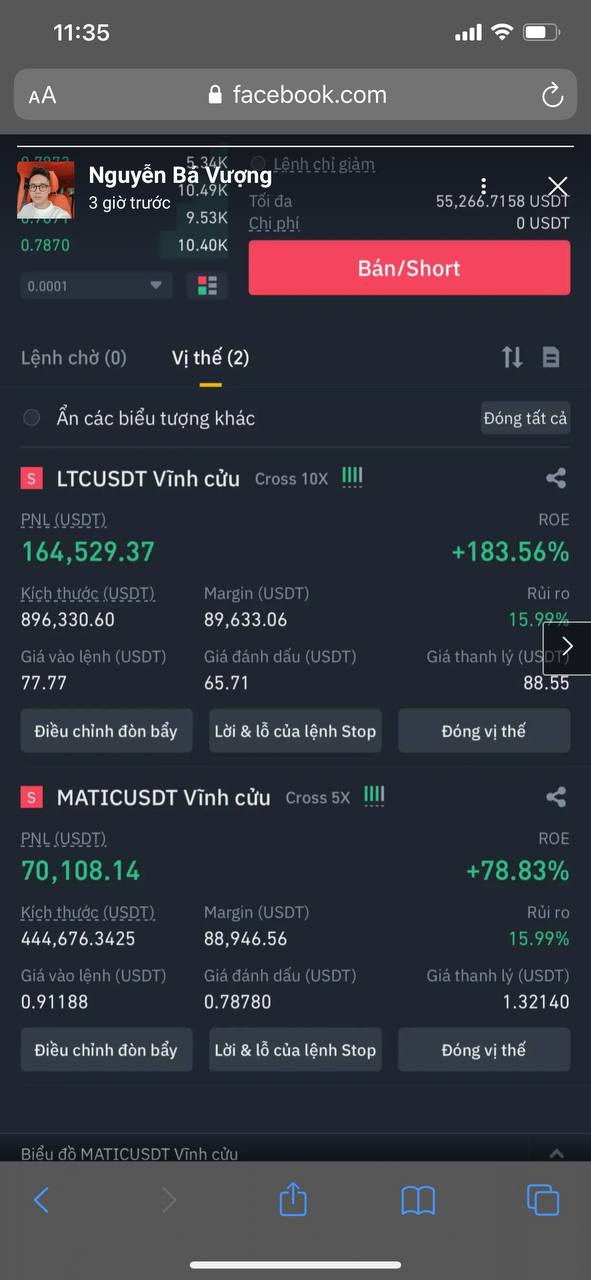 11:35
AA facebook.com
Nguyễn Bá Vượng
3 giờ trước
5.34K
10.49K
9.53K
0.7870 10.40K
0.0001
Lệnh chỉ giảm
Tối đa 55,266.7158 USDT
Chi phí 0 USDT
Bán/Short
Lệnh chờ (0) Vị thế (2)
Ẩn các biểu tượng khác Đóng tất cả
S LTCUSDT Vĩnh cửu Cross 10X
PNL (USDT) ROE
164,529.37 +183.56%
Kích thước (USDT) Margin (USDT) Rủi ro
896,330.60 89,633.06 15.99%
Giá vào lệnh (USDT) Giá đánh dấu (USDT) Giá thanh lý (USDT)
77.77 65.71 88.55
Điều chỉnh đòn bẩy Lời & lỗ của lệnh Stop Đóng vị thế
S MATICUSDT Vĩnh cửu Cross 5X
PNL (USDT) ROE
70,108.14 +78.83%
Kích thước (USDT) Margin (USDT) Rủi ro
444,676.3425 88,946.56 15.99%
Giá vào lệnh (USDT) Giá đánh dấu (USDT) Giá thanh lý (USDT)
0.91188 0.78780 1.32140
Điều chỉnh đòn bẩy Lời & lỗ của lệnh Stop Đóng vị thế
Biểu đồ MATICUSDT Vĩnh cửu